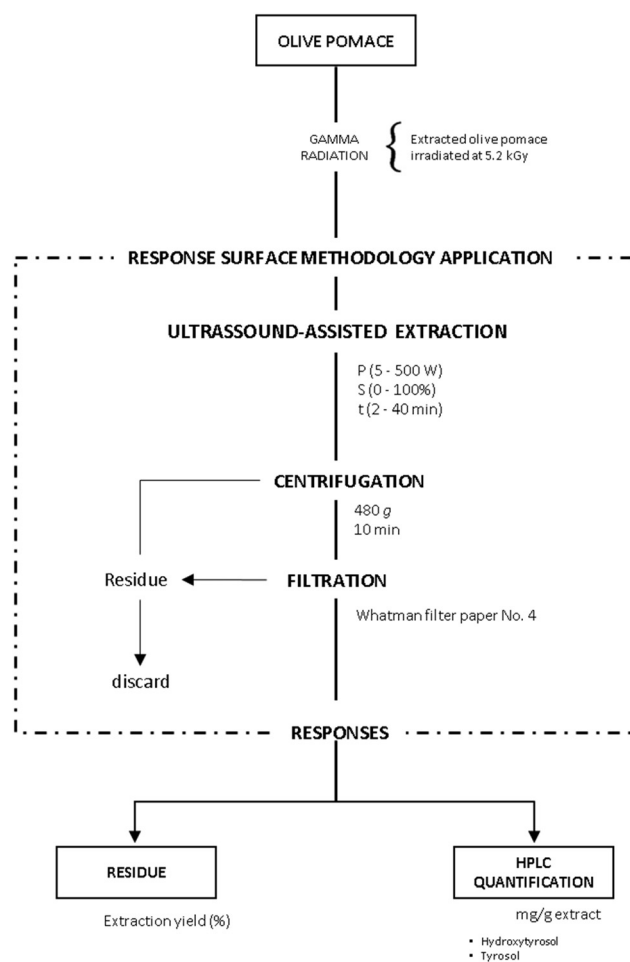 OLIVE POMACE
GAMMA
RADIATION
Extracted olive pomace
irradiated at 5.2 kGy
RESPONSE SURFACE METHODOLOGY APPLICATION
ULTRASSOUND-ASSISTED EXTRACTION
P (5 - 500 W)
S (0 - 100%)
t (2 - 40 min)
CENTRIFUGATION
480 g
10 min
Residue
FILTRATION
Whatman filter paper No. 4
discard
RESPONSES
RESIDUE
Extraction yield (%)
HPLC
QUANTIFICATION
mg/g extract
▪ Hydroxytyrosol
▪ Tyrosol